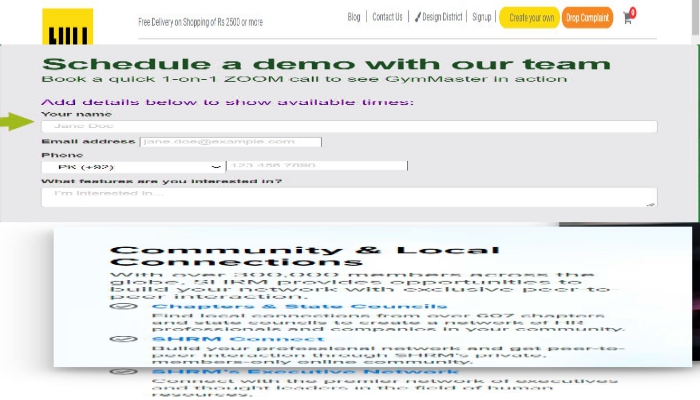 Free Delivery on Shopping of Rs 2500 or more
Blog | Contact Us | Design District | Signup | Create your own Drop Complaint 0
Schedule a demo with our team
Book a quick 1-on-1 ZOOM call to see GymMaster in action
Add details below to show available times:
Your name
Jane Doe
Email address jane.doe@example.com
Phone
PK (+92) 123 456 7890
What features are you interested in?
I'm interested in...
Community & Local
Connections
With over 300,000 members across the
globe, SHRM provides opportunities to
build your network with exclusive peer-to-
peer interaction.
Chapters & State Councils
Find local connections from over 607 chapters
and state councils to create a network of HR
professionals and companies in your community.
SHRM Connect
Build your professional network and get peer-to-
peer interaction through SHRM's private,
members-only online community.
SHRM's Executive Network
Connect with the premier network of executives
and thought leaders in the field of human
resources.